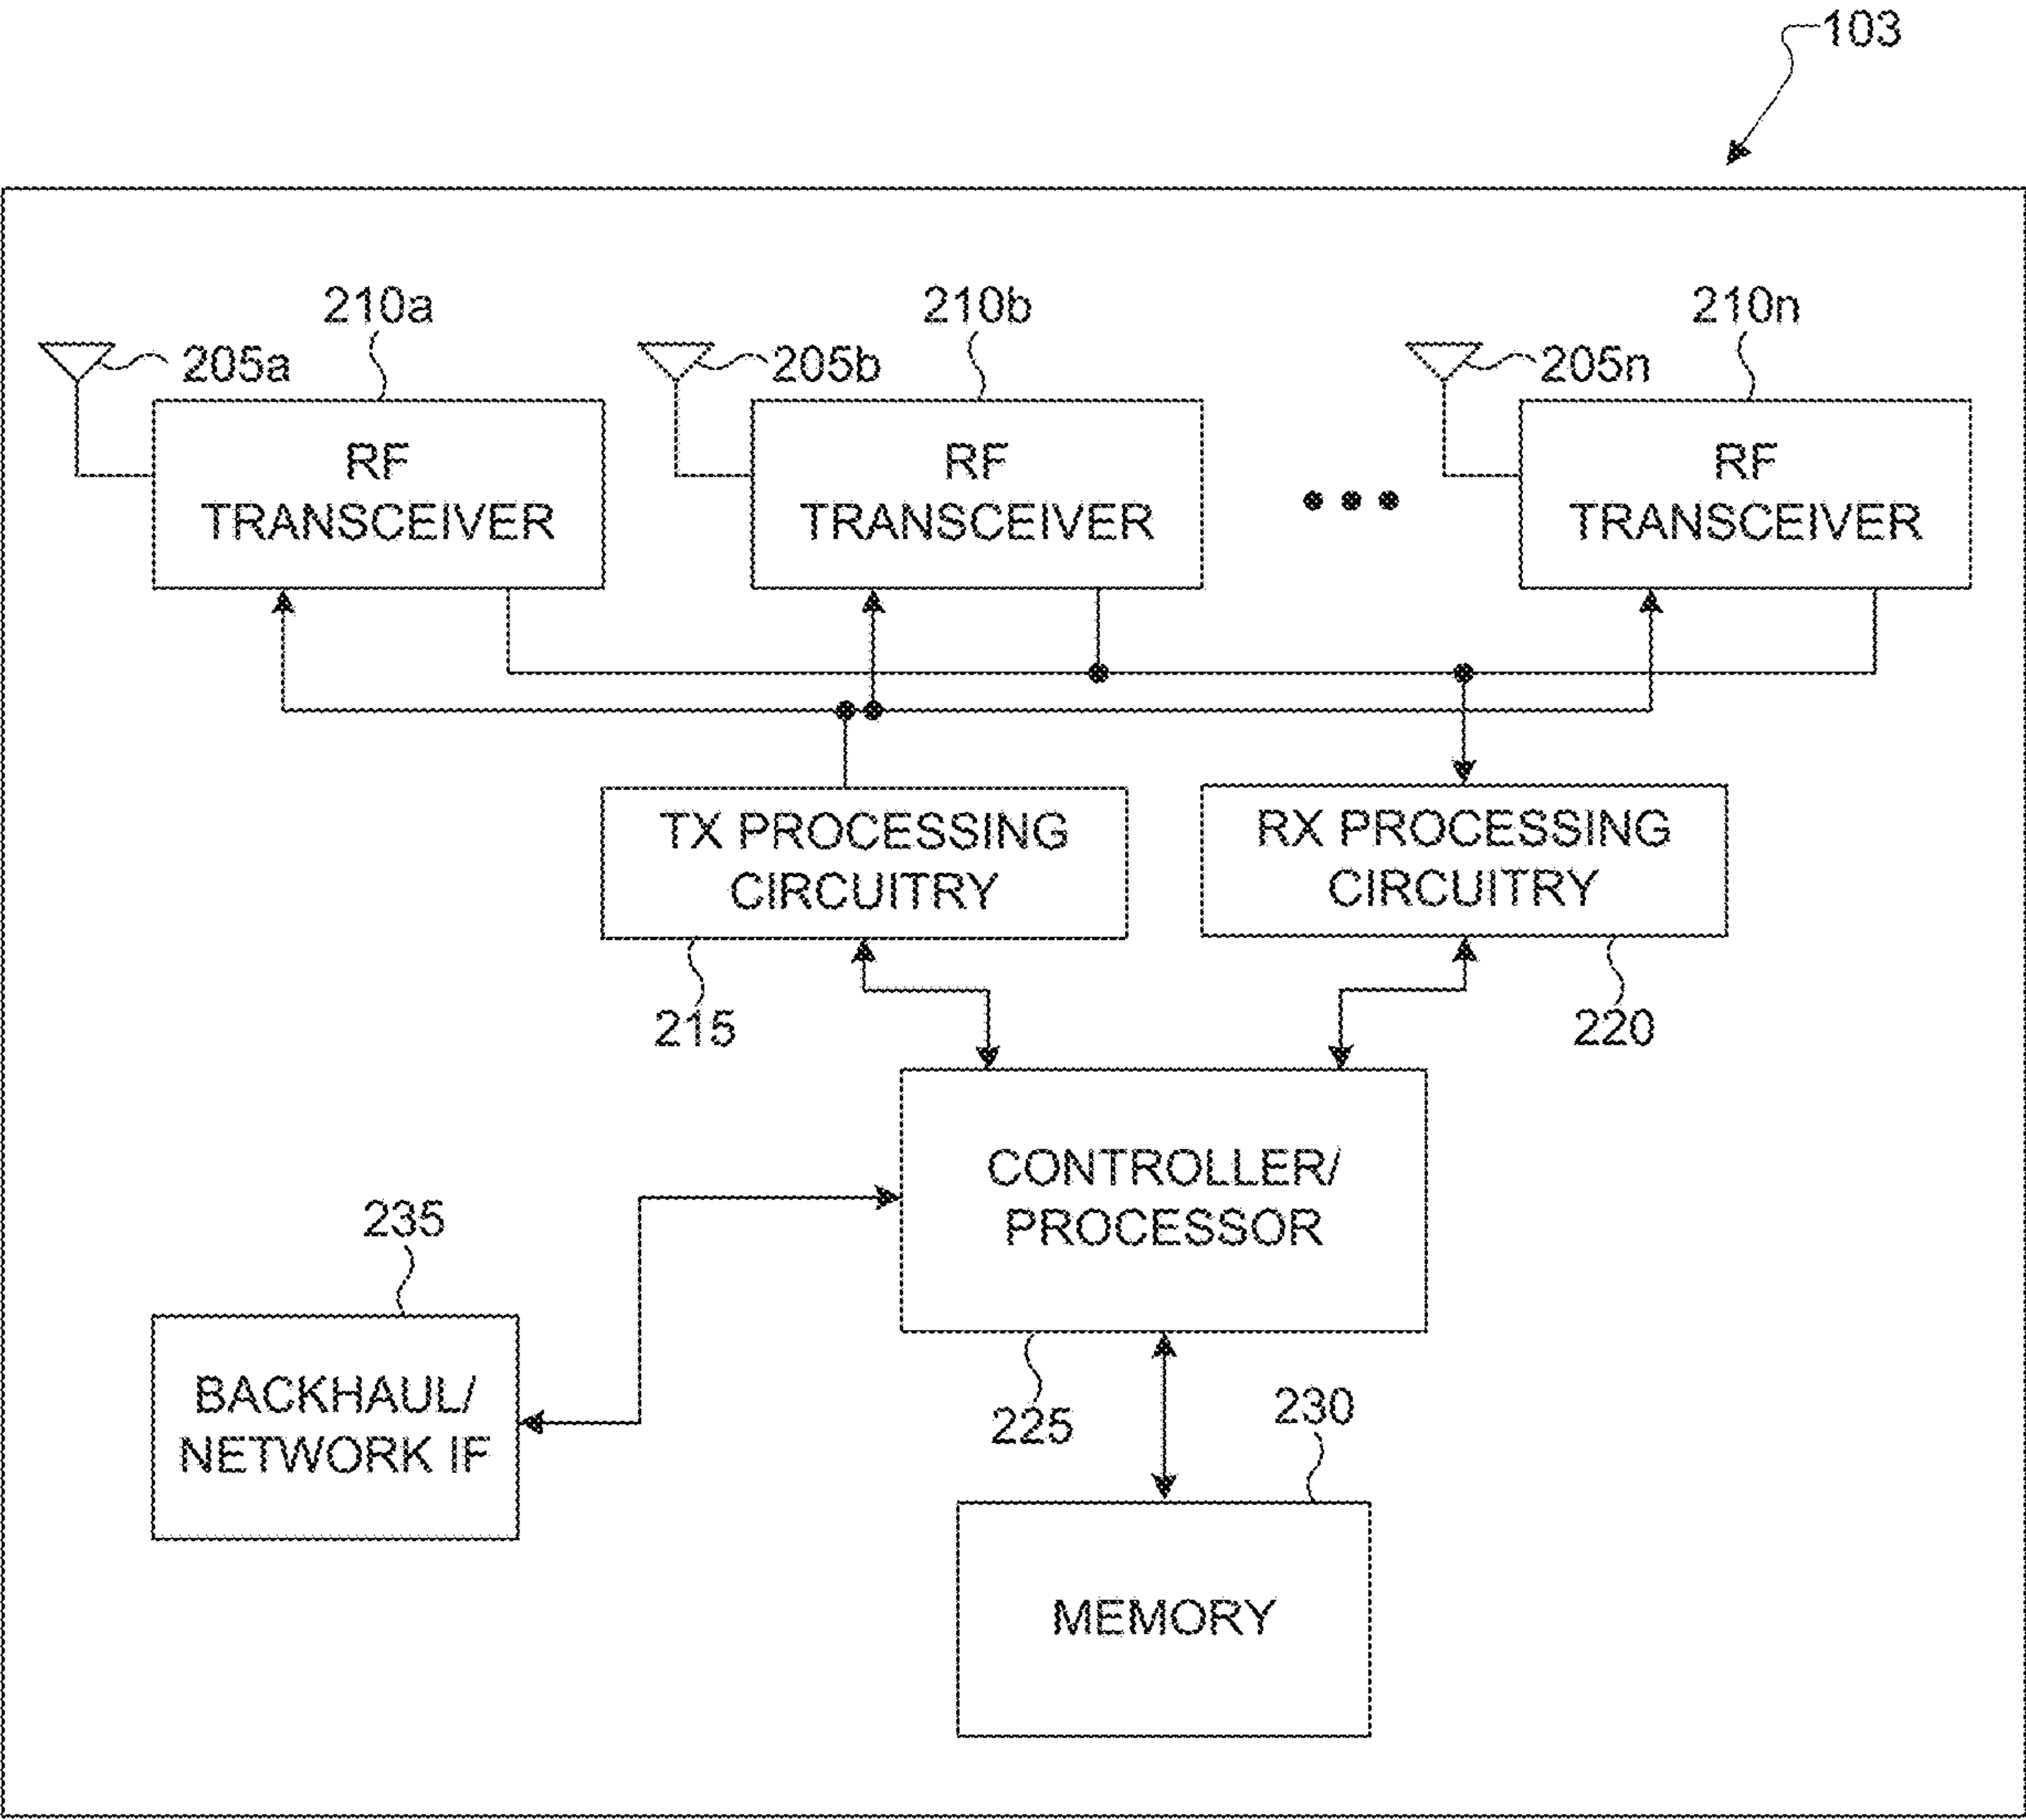 103
210a
210b
210n
205a
205b
205n
RF
TRANSCEIVER
RF
TRANSCEIVER
RF
TRANSCEIVER
TX PROCESSING
CIRCUITRY
RX PROCESSING
CIRCUITRY
215
220
CONTROLLER/
PROCESSOR
235
225
230
BACKHAUL/
NETWORK IF
MEMORY